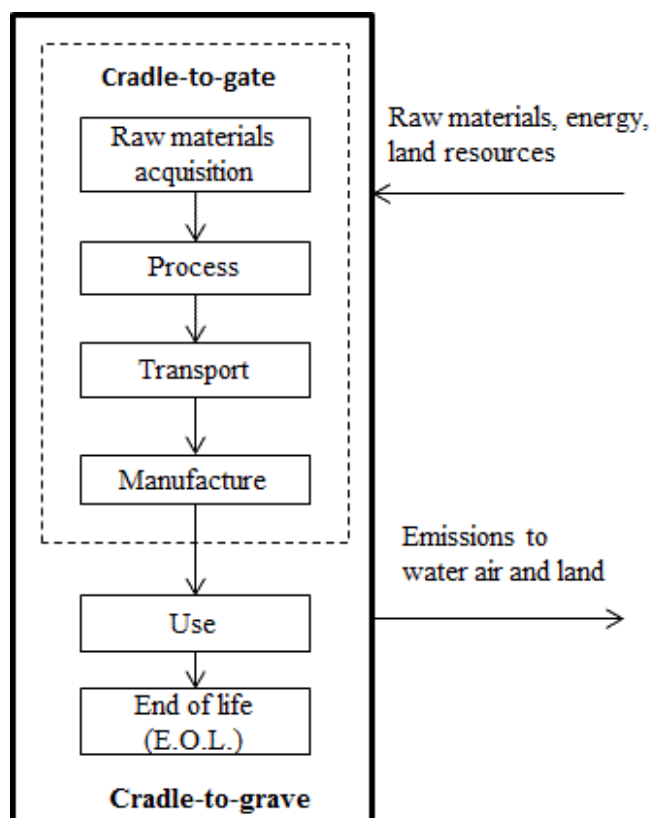 Cradle-to-gate
Raw materials
acquisition
Process
Transport
Manufacture
Use
End of life
(E.O.L.)
Cradle-to-grave
Raw materials, energy,
land resources
Emissions to
water air and land